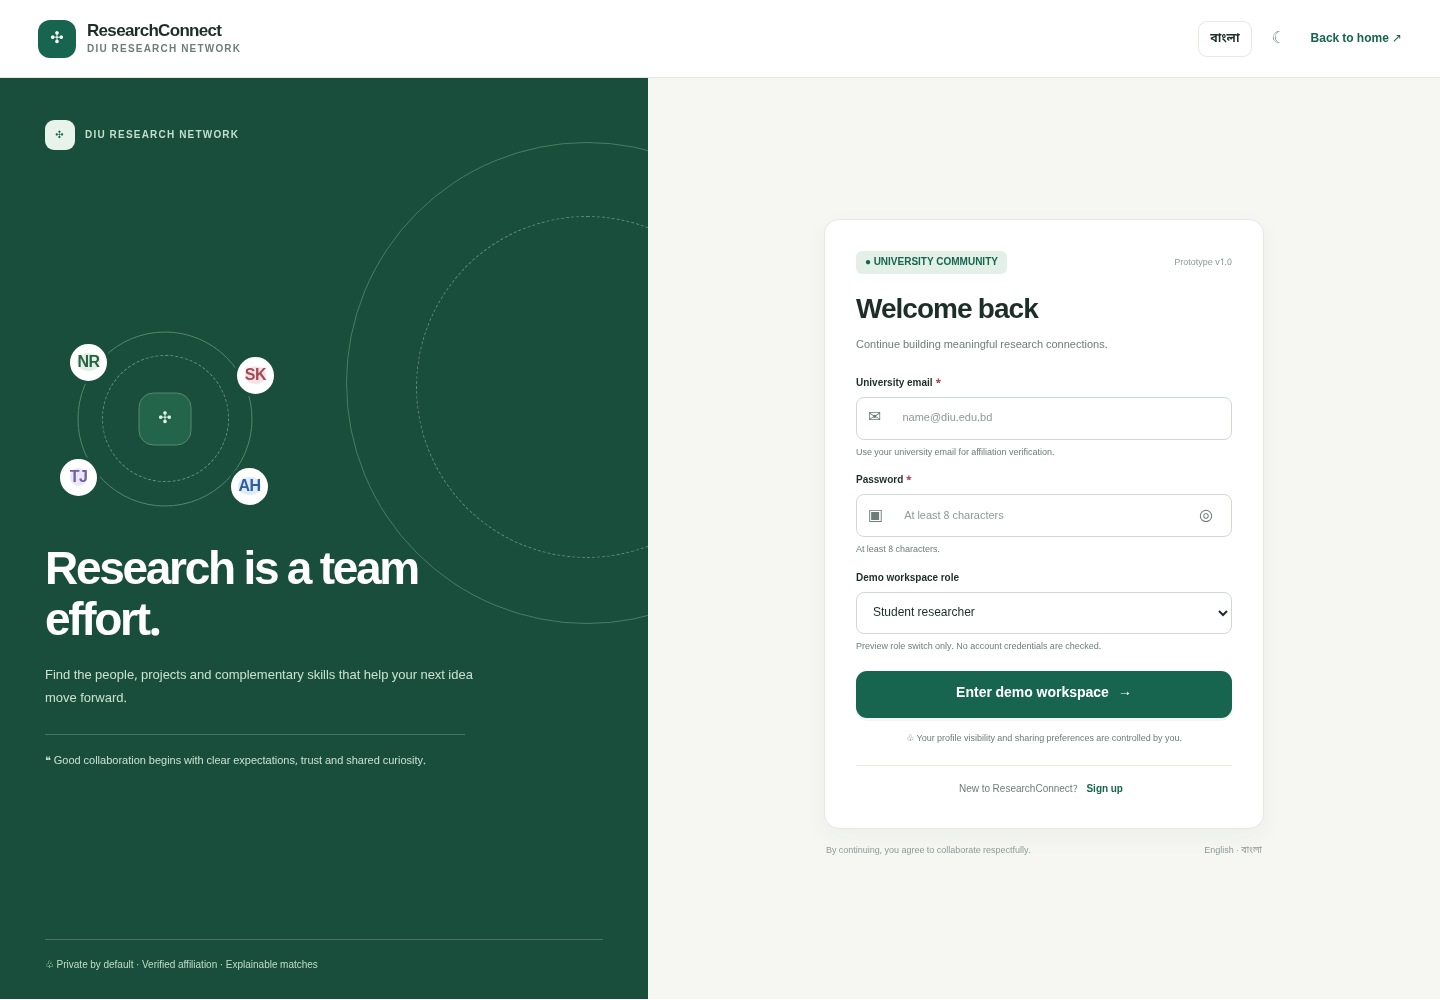 ResearchConnect
DIU RESEARCH NETWORK
বাংলা
Back to home ↗
DIU RESEARCH NETWORK
NR
SK
TJ
AH
Research is a team
effort.
Find the people, projects and complementary skills that help your next idea
move forward.
❝ Good collaboration begins with clear expectations, trust and shared curiosity.
Private by default · Verified affiliation · Explainable matches
● UNIVERSITY COMMUNITY
Prototype v1.0
Welcome back
Continue building meaningful research connections.
University email *
name@diu.edu.bd
Use your university email for affiliation verification.
Password *
At least 8 characters
At least 8 characters.
Demo workspace role
Student researcher
Preview role switch only. No account credentials are checked.
Enter demo workspace →
Your profile visibility and sharing preferences are controlled by you.
New to ResearchConnect? Sign up
By continuing, you agree to collaborate respectfully.
English · বাংলা